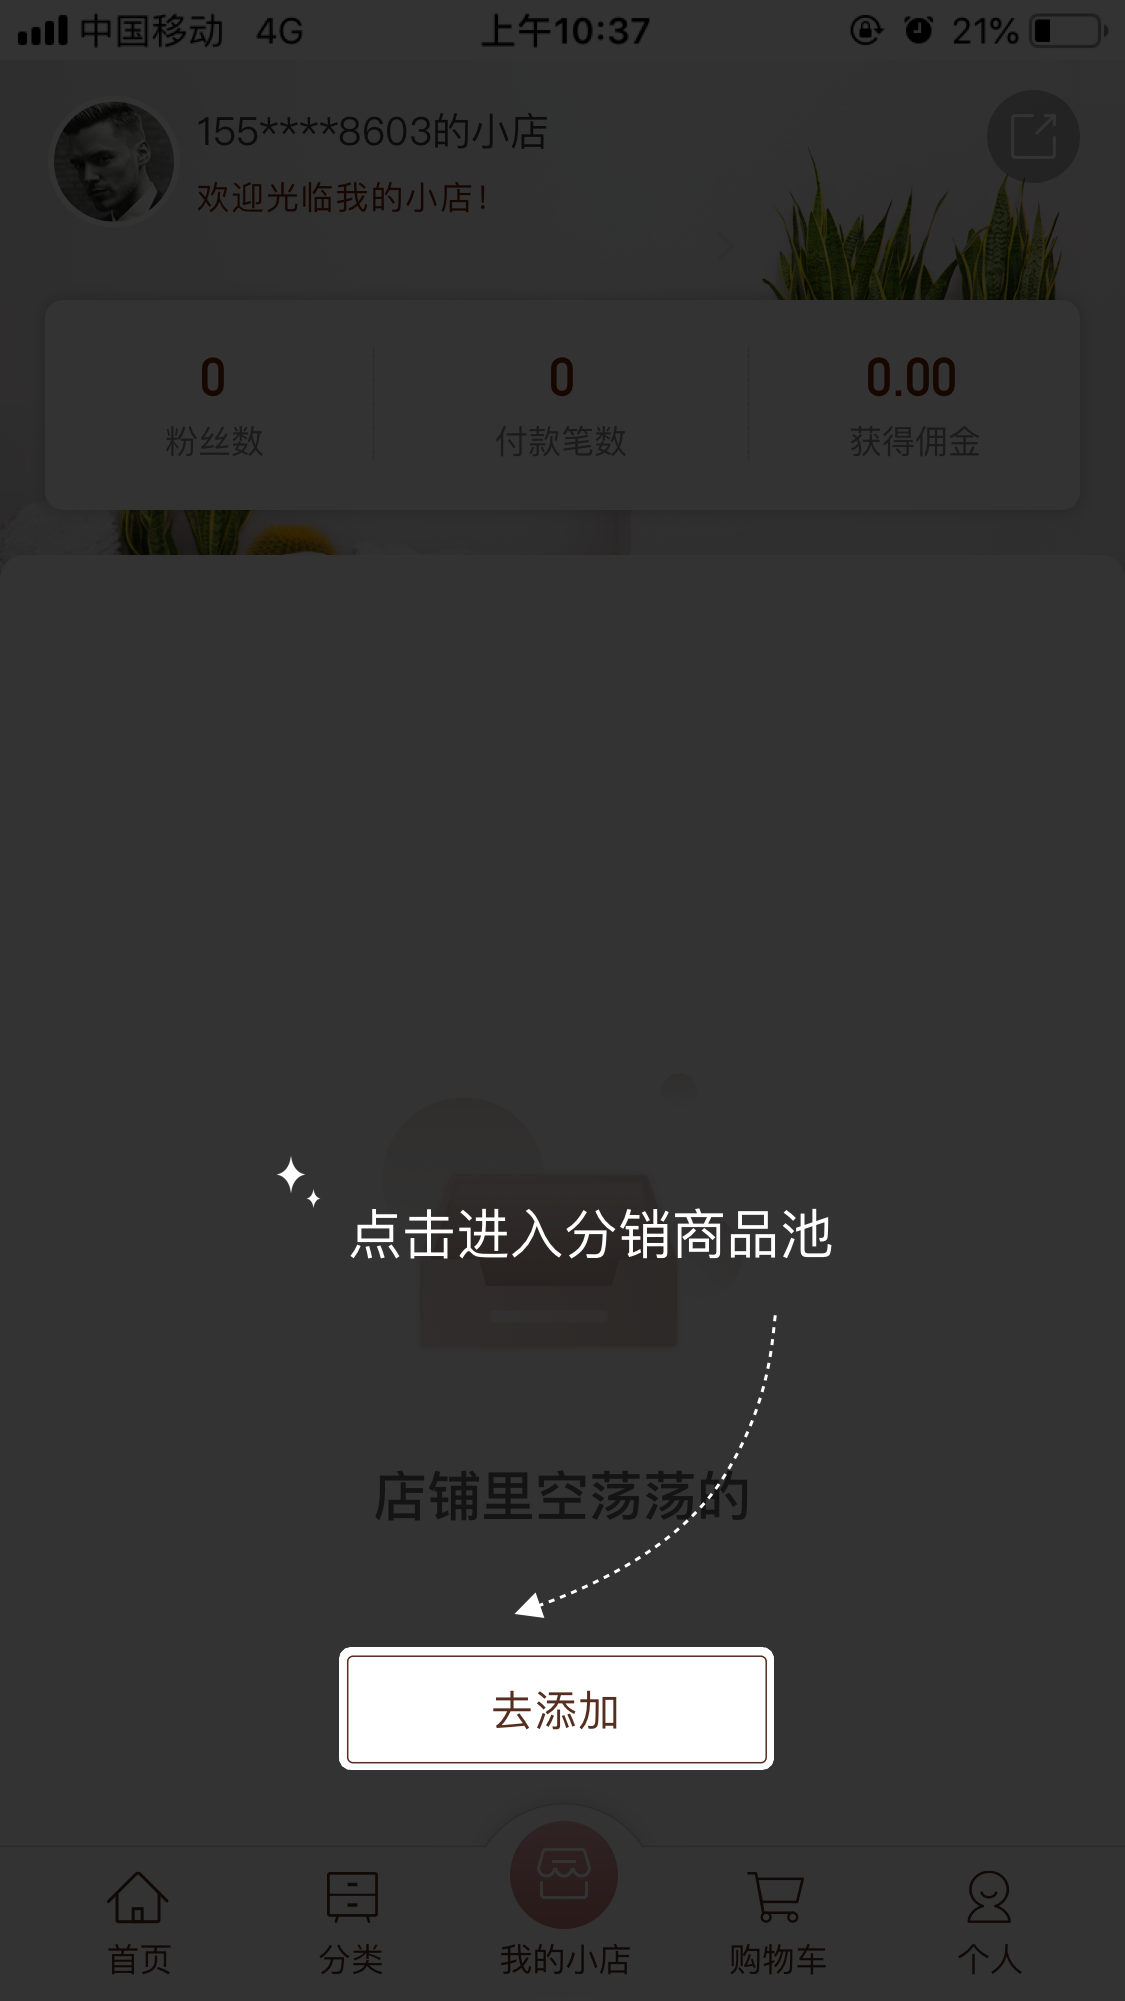 中国移动 4G 上午10:37 21%
155****8603的小店
欢迎光临我的小店!
0 0 0.00
粉丝数 付款笔数 获得佣金
点击进入分销商品池
店铺里空荡荡的
去添加
首页 分类 我的小店 购物车 个人